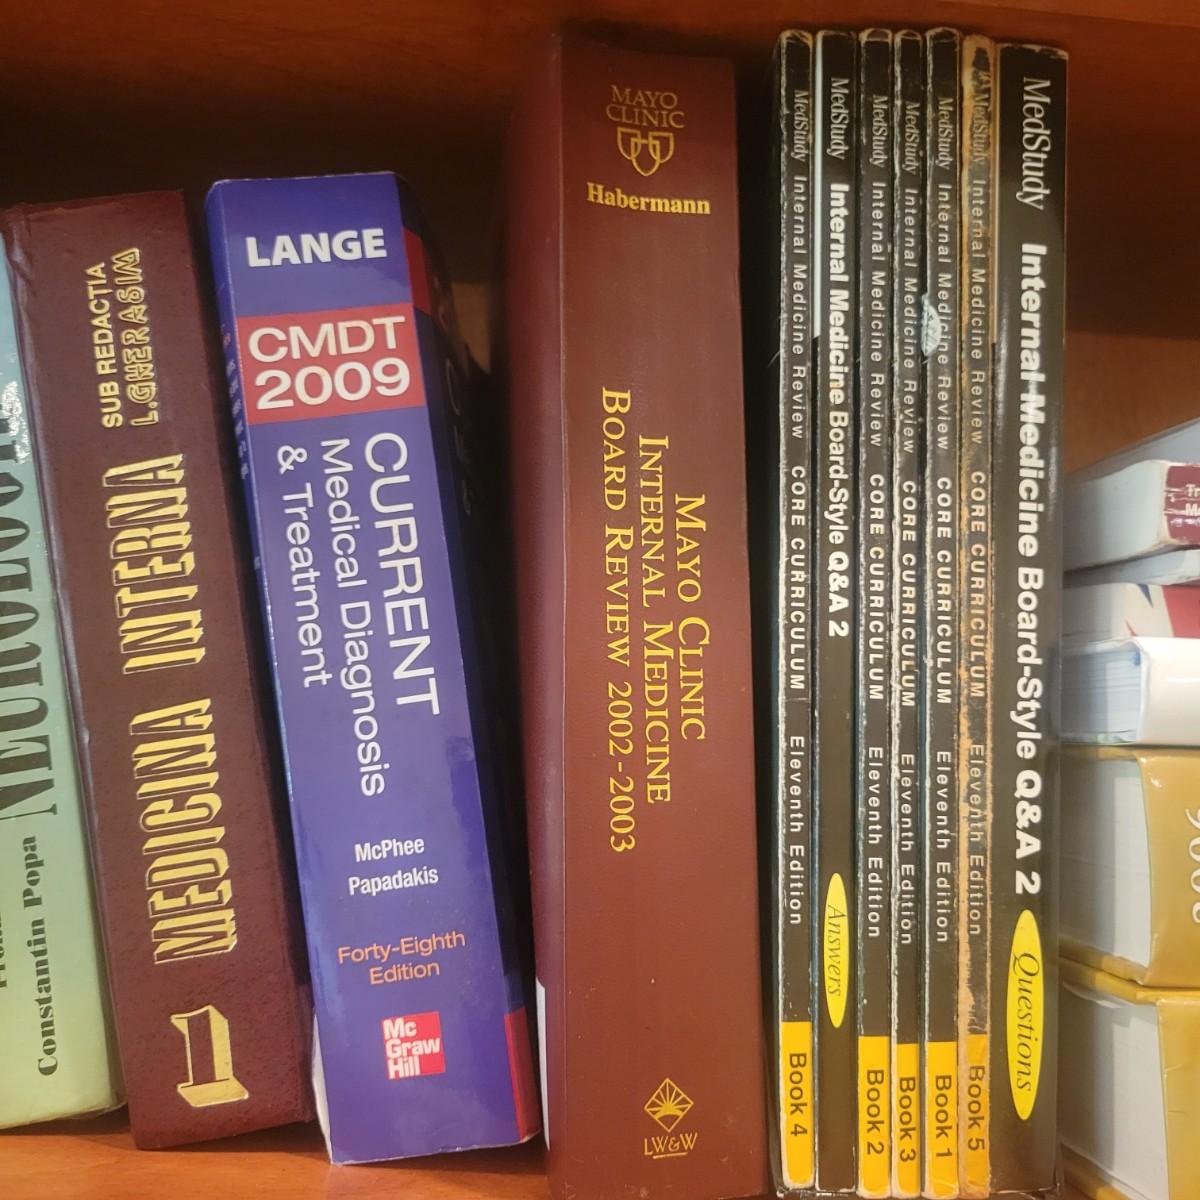 NEUROLOGI
Constantin Popa
SUB REDACTIA
L.GHERASIM
MEDICINA INTERNA
1
LANGE
CMDT
2009
CURRENT
Medical Diagnosis
& Treatment
McPhee
Papadakis
Forty-Eighth
Edition
Mc
Graw
Hill
MAYO
CLINIC
Habermann
MAYO CLINIC
INTERNAL MEDICINE
BOARD REVIEW 2002-2003
LW&W
MedStudy Internal Medicine Review CORE CURRICULUM Eleventh Edition Book 4
MedStudy Internal Medicine Board-Style Q&A 2 Answers
MedStudy Internal Medicine Review CORE CURRICULUM Eleventh Edition Book 2
MedStudy Internal Medicine Review CORE CURRICULUM Eleventh Edition Book 3
MedStudy Internal Medicine Review CORE CURRICULUM Eleventh Edition Book 1
MedStudy Internal Medicine Review CORE CURRICULUM Eleventh Edition Book 5
MedStudy Internal Medicine Board-Style Q&A 2 Questions